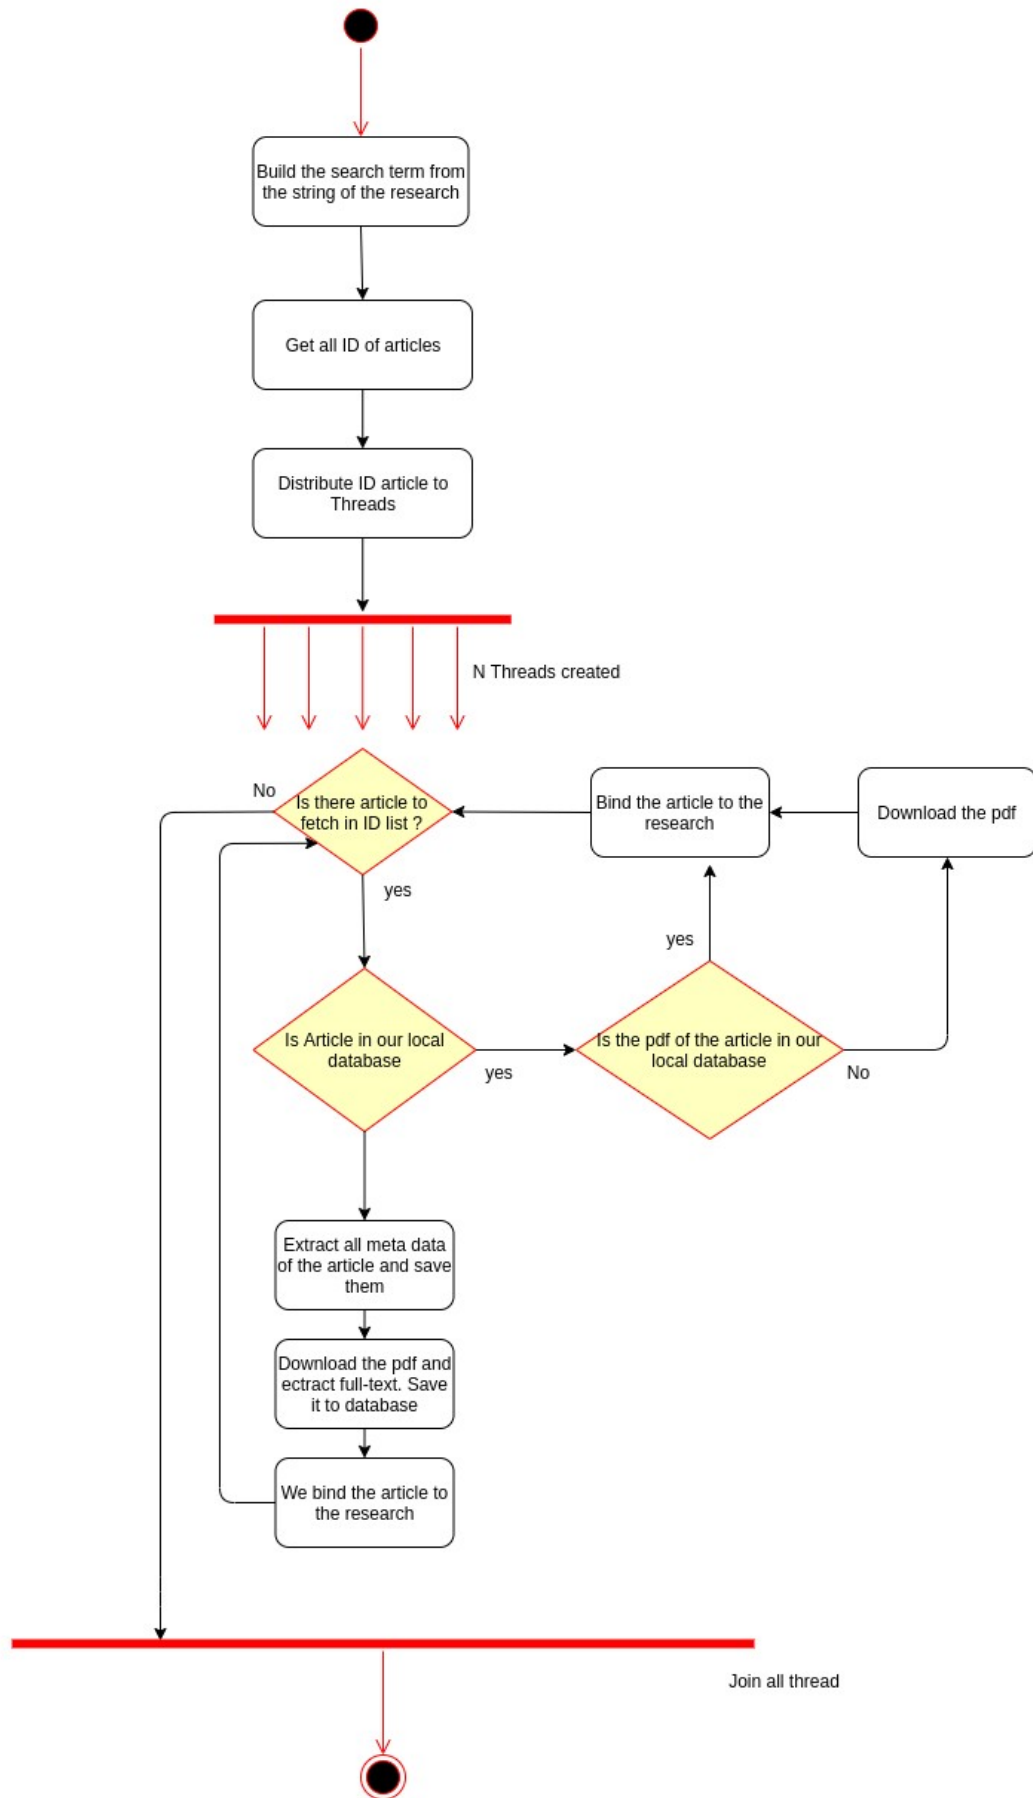 Build the search term from
the string of the research
Get all ID of articles
Distribute ID article to
Threads
N Threads created
No
Is there article to
fetch in ID list ?
Bind the article to the
research
Download the pdf
yes
yes
Is Article in our local
database
yes
Is the pdf of the article in our
local database
No
Extract all meta data
of the article and save
them
Download the pdf and
ectract full-text. Save
it to database
We bind the article to
the research
Join all thread